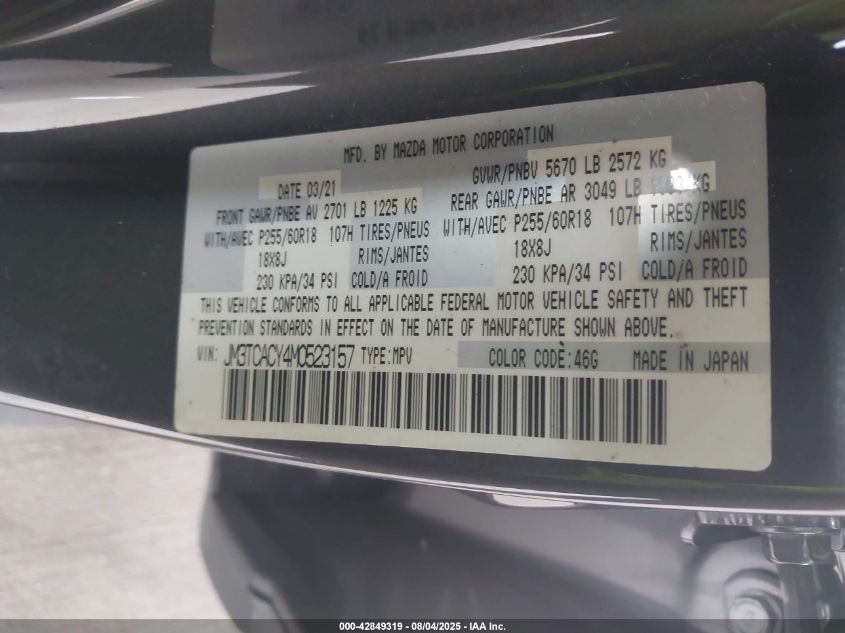 MFD. BY MAZDA MOTOR CORPORATION
DATE 03/21 GVWR/PNBV 5670 LB 2572 KG
FRONT GAWR/PNBE AV 2701 LB 1225 KG REAR GAWR/PNBE AR 3049 LB KG
WITH/AVEC P255/60R18 107H TIRES/PNEUS WITH/AVEC P255/60R18 107H TIRES/PNEUS
18X8J RIMS/JANTES 18X8J RIMS/JANTES
230 KPA/34 PSI COLD/A FROID 230 KPA/34 PSI COLD/A FROID
THIS VEHICLE CONFORMS TO ALL APPLICABLE FEDERAL MOTOR VEHICLE SAFETY AND THEFT
PREVENTION STANDARDS IN EFFECT ON THE DATE OF MANUFACTURE SHOWN ABOVE.
VIN: JM3TCACY4M0523157 TYPE:MPV COLOR CODE:46G MADE IN JAPAN
000-42849319 - 08/04/2025 - IAA Inc.